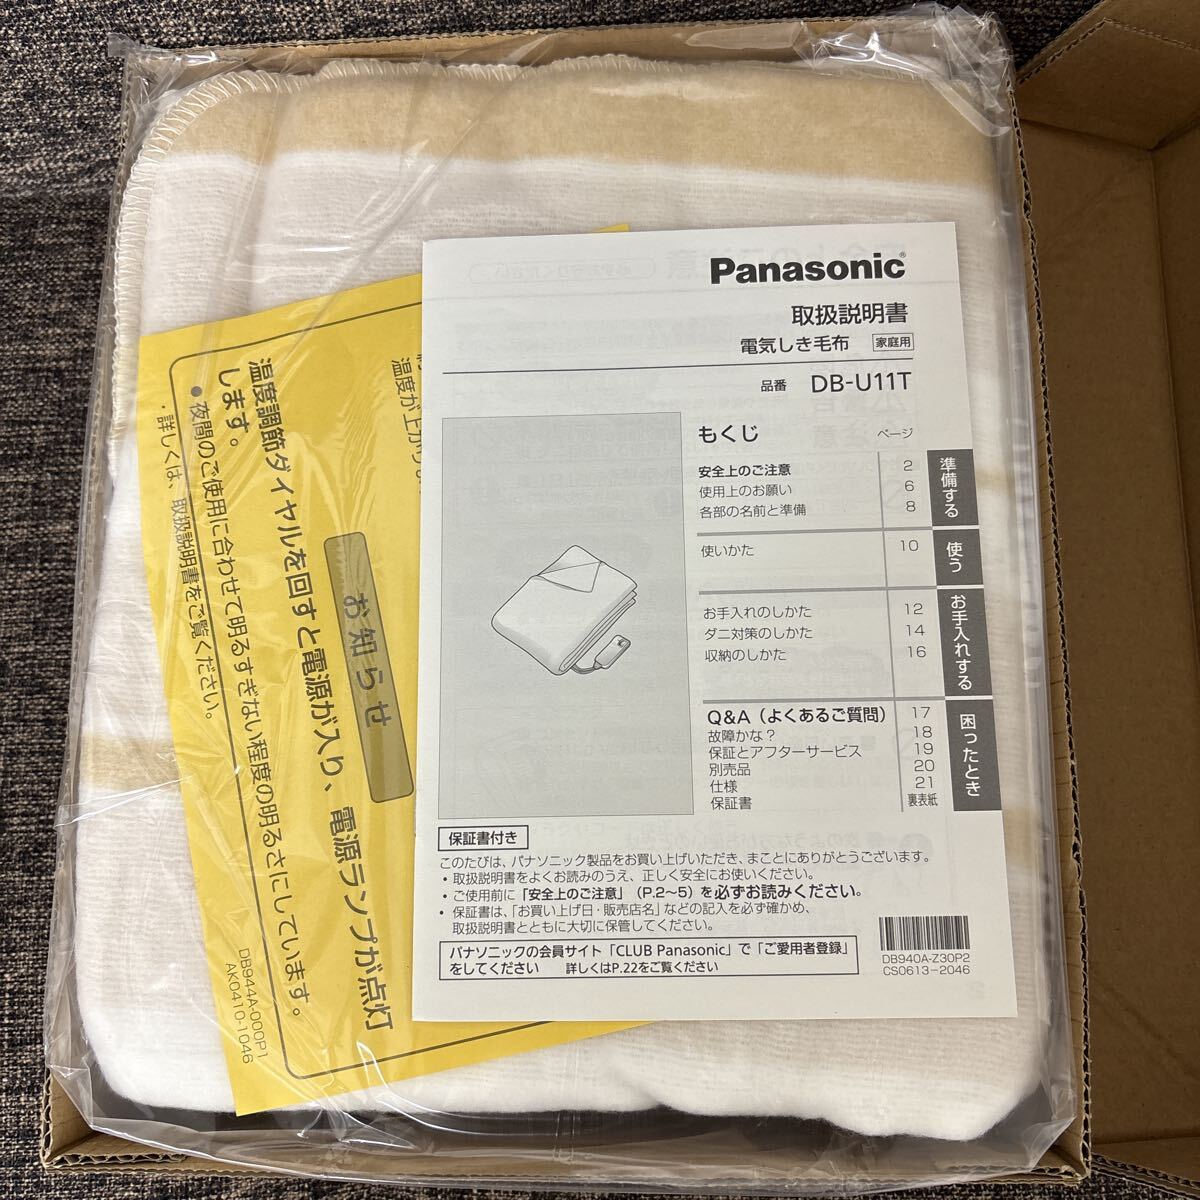 Panasonic®
取扱説明書
電気しき毛布 家庭用
品番 DB-U11T
もくじ ページ
安全上のご注意 2
使用上のお願い 6
各部の名前と準備 8
準備する
使いかた 10
使う
お手入れのしかた 12
ダニ対策のしかた 14
収納のしかた 16
お手入れする
Q&A（よくあるご質問） 17
故障かな？ 18
保証とアフターサービス 19
別売品 20
仕様 21
保証書 裏表紙
困ったとき
保証書付き
このたびは、パナソニック製品をお買い上げいただき、まことにありがとうございます。
• 取扱説明書をよくお読みのうえ、正しく安全にお使いください。
• ご使用前に「安全上のご注意」（P.2〜5）を必ずお読みください。
• 保証書は、「お買い上げ日・販売店名」などの記入を必ず確かめ、
取扱説明書とともに大切に保管してください。
パナソニックの会員サイト「CLUB Panasonic」で「ご愛用者登録」
をしてください 詳しくはP.22をご覧ください
DB940A-Z30P2
CS0613-2046
お知らせ
温度調節ダイヤルを回すと電源が入り、電源ランプが点灯
します。
● 夜間のご使用に合わせて明るすぎない程度の明るさにしています。
・詳しくは、取扱説明書をご覧ください。
温度が上がり
DB944A-000P1
AK0410-1046